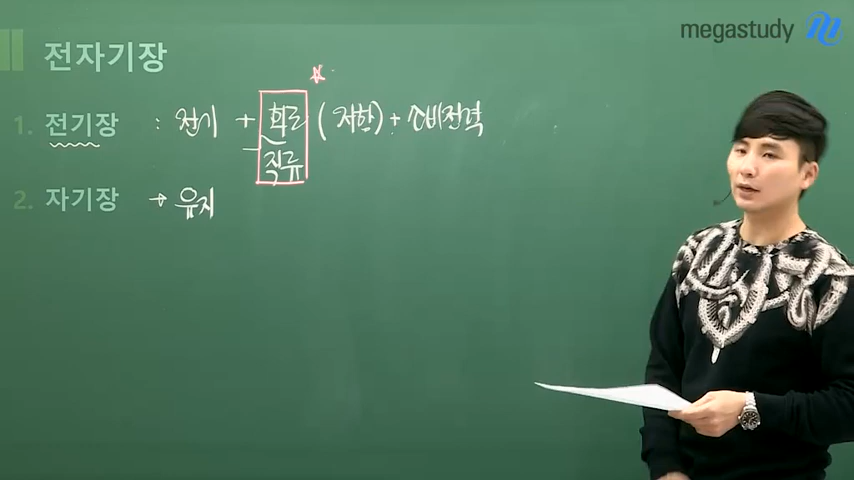 megastudy
전자기장
1. 전기장 : 전기 + 회로 (저항) + 소비전력
직류
2. 자기장 → 유지